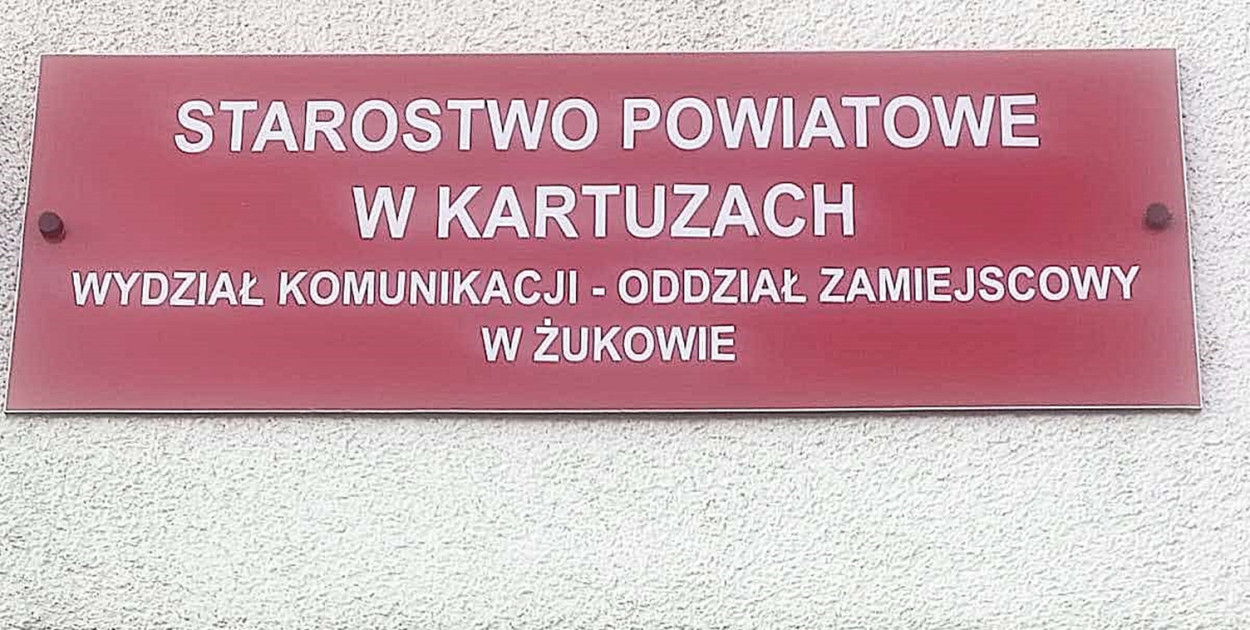 STAROSTWO POWIATOWE
W KARTUZACH
WYDZIAŁ KOMUNIKACJI - ODDZIAŁ ZAMIEJSCOWY
W ŻUKOWIE